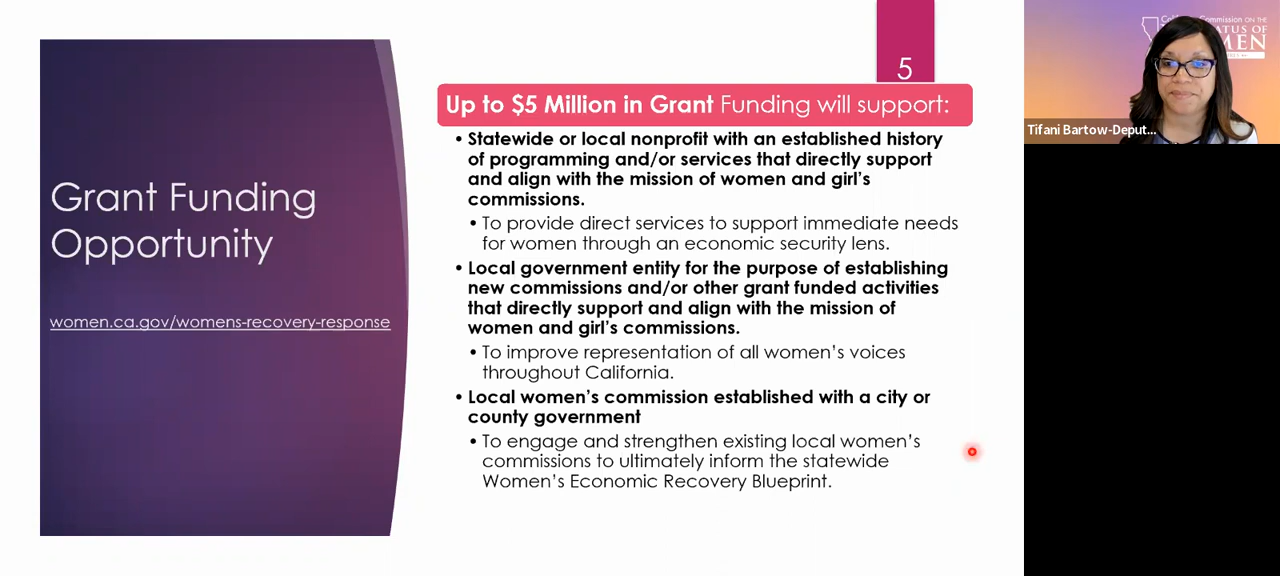 5
Grant Funding
Opportunity
women.ca.gov/womens-recovery-response
Up to $5 Million in Grant Funding will support:
• Statewide or local nonprofit with an established history
of programming and/or services that directly support
and align with the mission of women and girl’s
commissions.
• To provide direct services to support immediate needs
for women through an economic security lens.
• Local government entity for the purpose of establishing
new commissions and/or other grant funded activities
that directly support and align with the mission of
women and girl’s commissions.
• To improve representation of all women’s voices
throughout California.
• Local women’s commission established with a city or
county government
• To engage and strengthen existing local women’s
commissions to ultimately inform the statewide
Women’s Economic Recovery Blueprint.
Commission ON THE
Tifani Bartow-Deput...